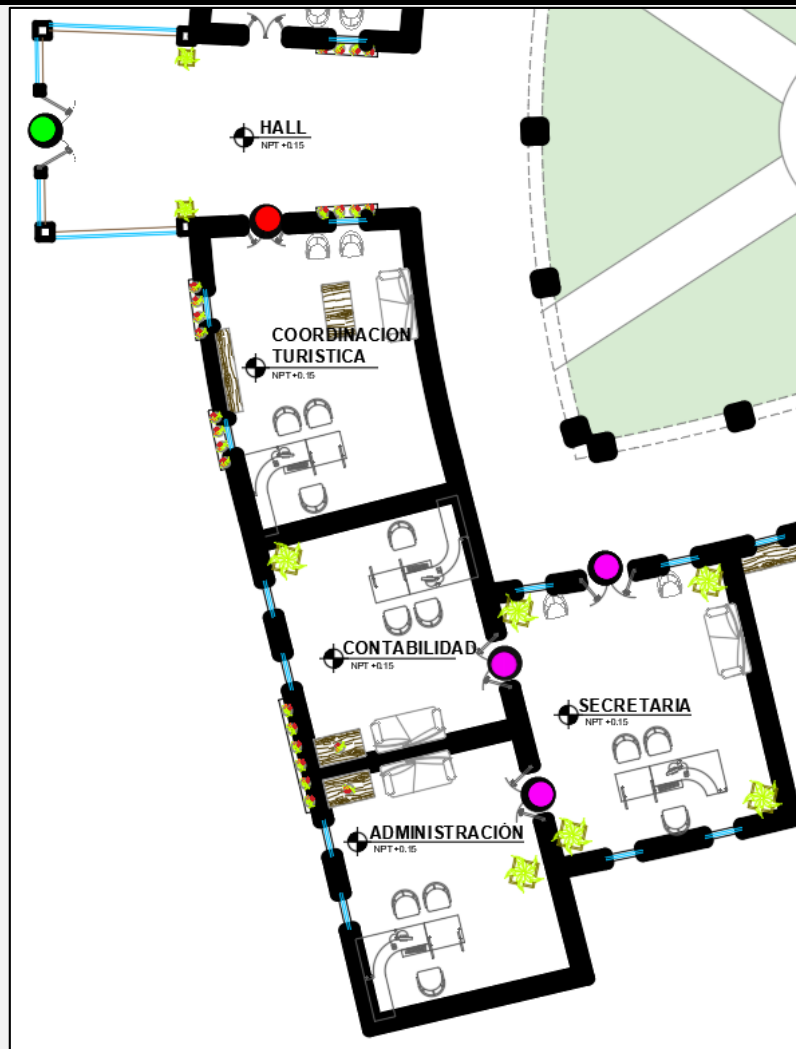 HALL
NPT +0.15
COORDINACION
TURISTICA
NPT+0.15
CONTABILIDAD
NPT +0.15
SECRETARIA
NPT +0.15
ADMINISTRACIÓN
NPT+0.15